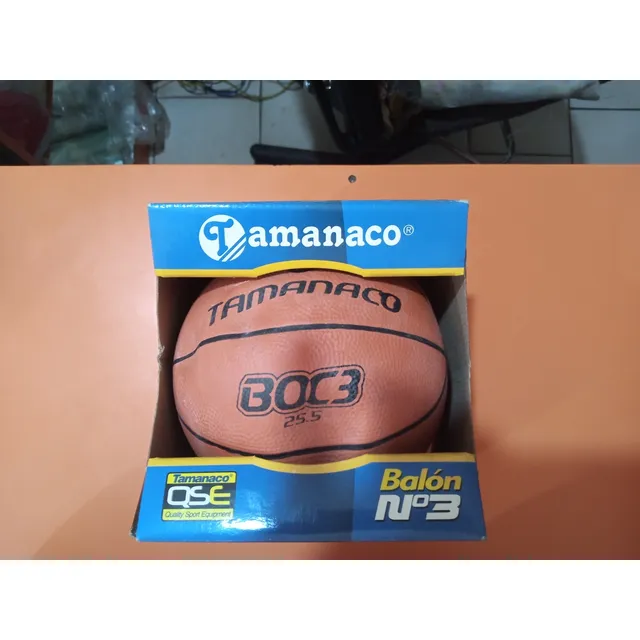 Tamanaco®
TAMANACO
BOC3
25.5
Tamanaco®
QSE
Quality Sport Equipment
Balón
Nº3